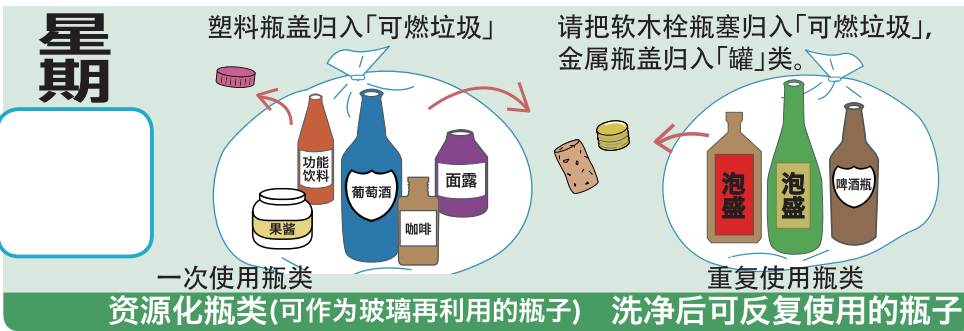 星
期
塑料瓶盖归入「可燃垃圾」
请把软木栓瓶塞归入「可燃垃圾」,
金属瓶盖归入「罐」类。
功能
饮料
葡萄酒
面露
果酱
咖啡
泡
盛
泡
盛
啤酒瓶
一次使用瓶类
重复使用瓶类
资源化瓶类(可作为玻璃再利用的瓶子)
洗净后可反复使用的瓶子